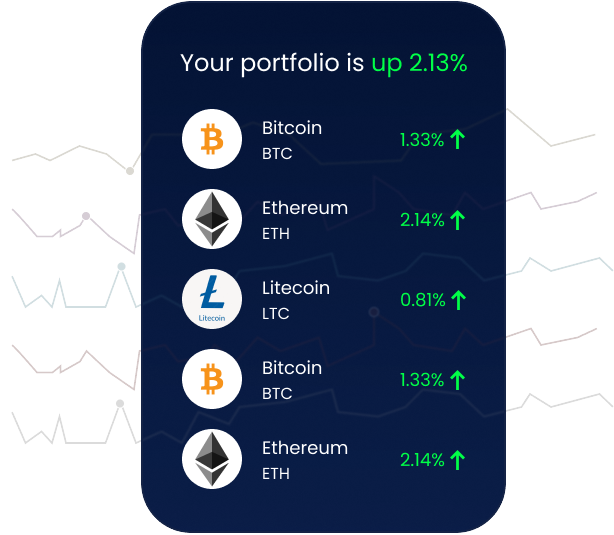 Your portfolio is up 2.13%
Bitcoin
BTC
1.33%
Ethereum
ETH
2.14%
Litecoin
Litecoin
LTC
0.81%
Bitcoin
BTC
1.33%
Ethereum
ETH
2.14%